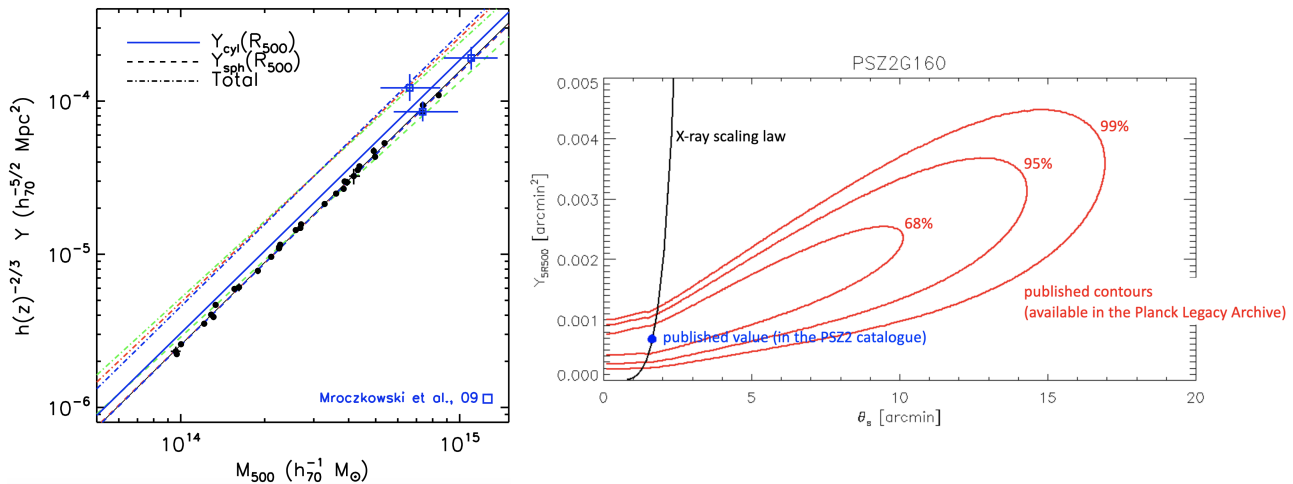 Y_cyl(R_500)
Y_sph(R_500)
Total
10^-4
10^-5
10^-6
h(z)^-2/3 Y (h_70^-5/2 Mpc^2)
Mroczkowski et al., 09
10^14
10^15
M_500 (h_70^-1 M_⊙)
PSZ2G160
0.005
0.004
0.003
0.002
0.001
0.000
Y_5R500 [arcmin^2]
X-ray scaling law
99%
95%
68%
published contours
(available in the Planck Legacy Archive)
published value (in the PSZ2 catalogue)
0
5
10
15
20
θ_s [arcmin]